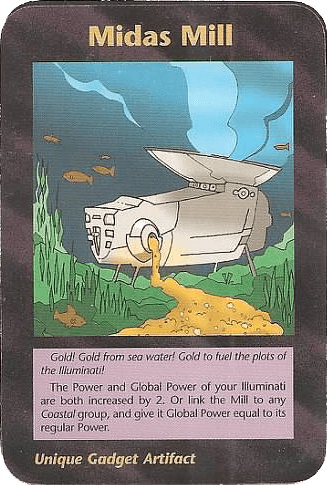 Midas Mill
Gold! Gold from sea water! Gold to fuel the plots of
the Illuminati!
The Power and Global Power of your Illuminati
are both increased by 2. Or link the Mill to any
Coastal group, and give it Global Power equal to its
regular Power.
Unique Gadget Artifact